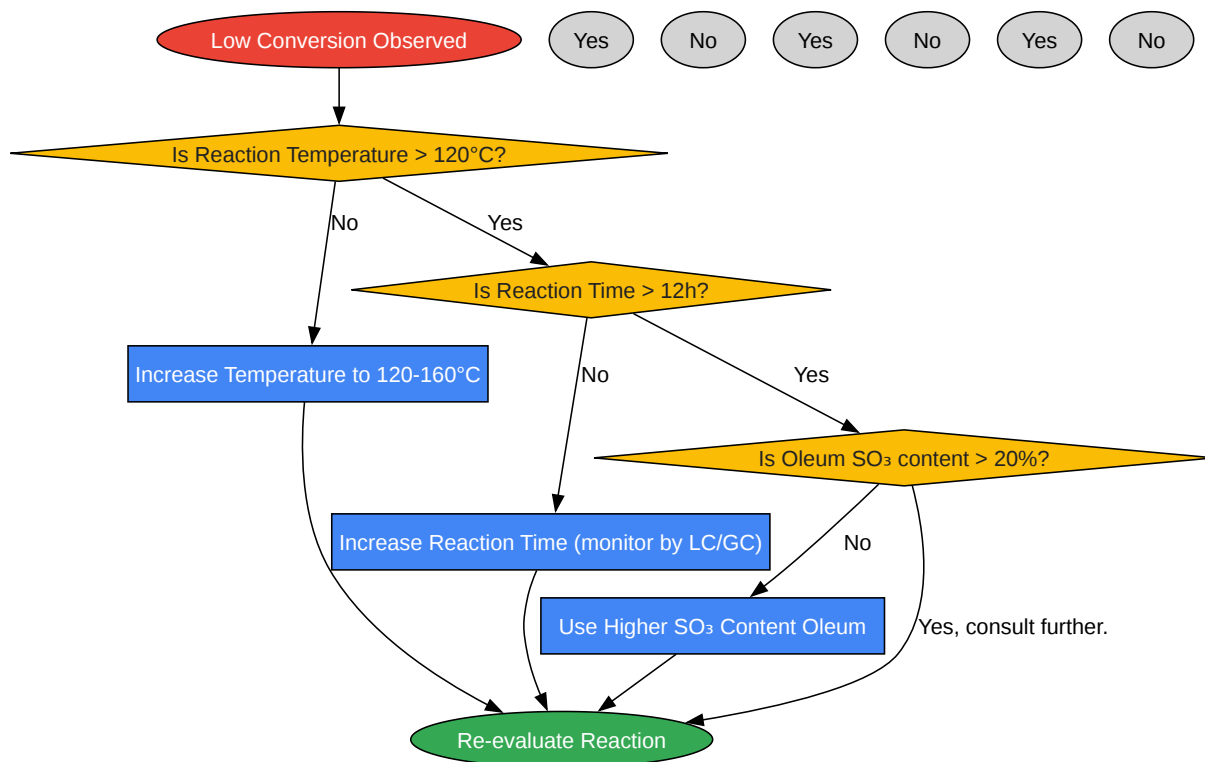 Low Conversion Observed
Yes
No
Yes
No
Yes
No
Is Reaction Temperature > 120°C?
No
Yes
Is Reaction Time > 12h?
Increase Temperature to 120-160°C
No
Yes
Is Oleum SO₃ content > 20%?
Increase Reaction Time (monitor by LC/GC)
No
Use Higher SO₃ Content Oleum
Yes, consult further.
Re-evaluate Reaction